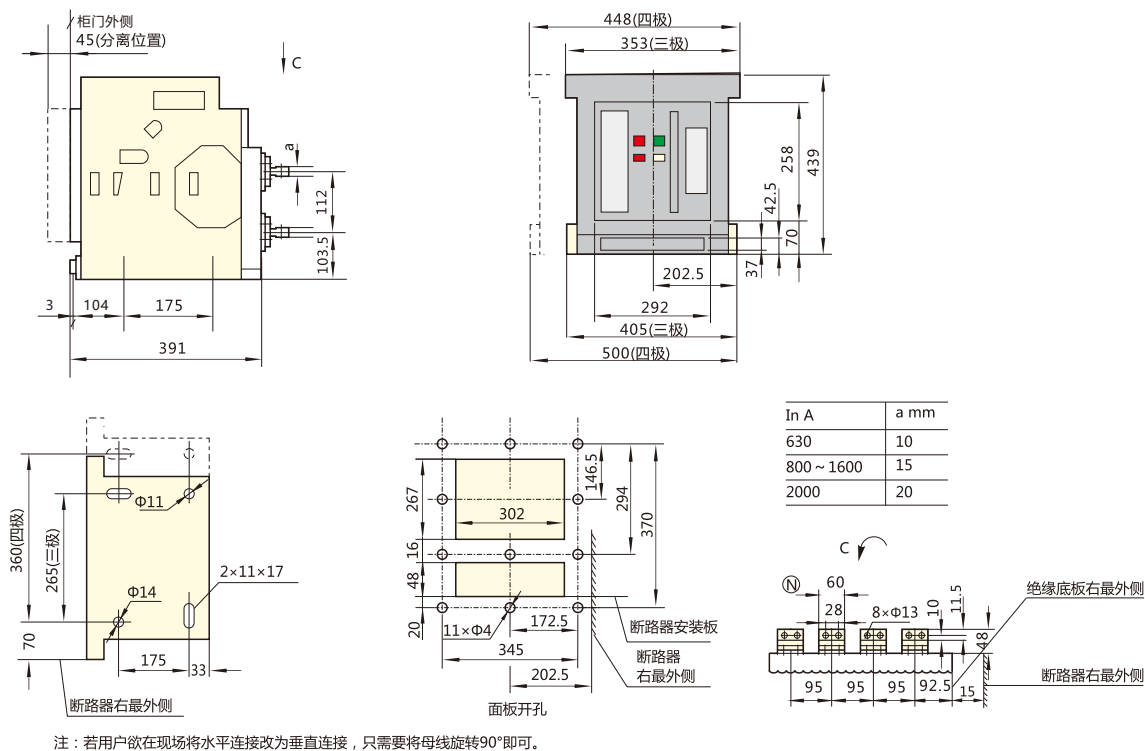 柜门外侧
45(分离位置)
C
a
112
103.5
3
104
175
391
448(四极)
353(三极)
258
439
42.5
70
37
202.5
292
405(三极)
500(四极)
360(四极)
265(三极)
Φ11
Φ14
2×11×17
70
175
33
断路器右最外侧
267
302
16
48
20
146.5
294
370
11×Φ4
172.5
345
202.5
断路器安装板
断路器
右最外侧
面板开孔
In A a mm
630 10
800～1600 15
2000 20
C
N
60
28
8×Φ13
10
11.5
48
绝缘底板右最外侧
断路器右最外侧
95
95
95
92.5
15
注：若用户欲在现场将水平连接改为垂直连接，只需要将母线旋转90°即可。